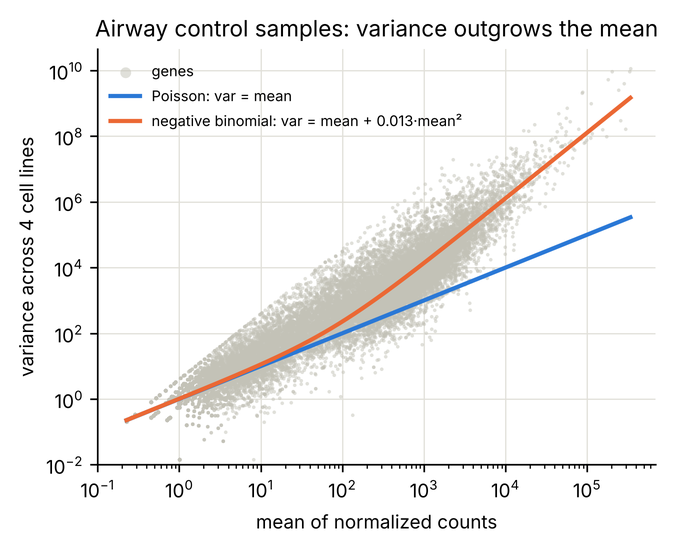 Airway control samples: variance outgrows the mean
genes
Poisson: var = mean
negative binomial: var = mean + 0.013·mean²
variance across 4 cell lines
10¹⁰
10⁸
10⁶
10⁴
10²
10⁰
10⁻²
10⁻¹ 10⁰ 10¹ 10² 10³ 10⁴ 10⁵
mean of normalized counts